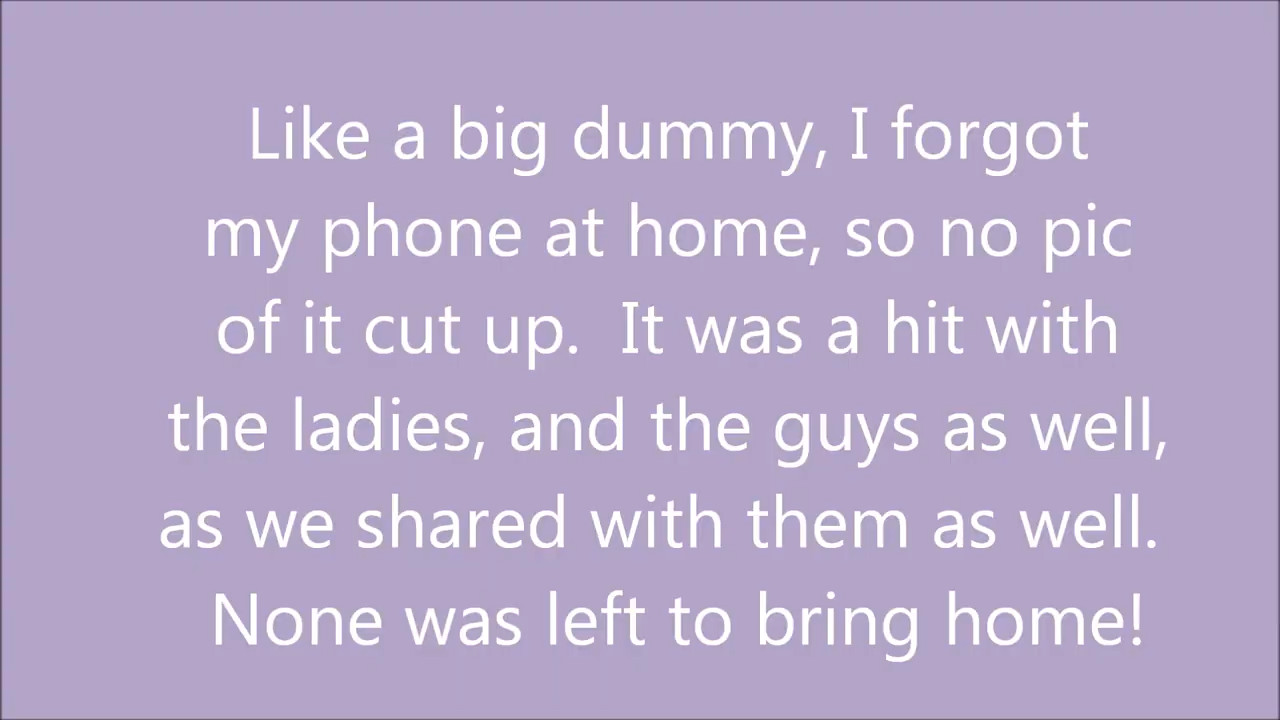 Like a big dummy, I forgot
my phone at home, so no pic
of it cut up.  It was a hit with
the ladies, and the guys as well,
as we shared with them as well.
None was left to bring home!